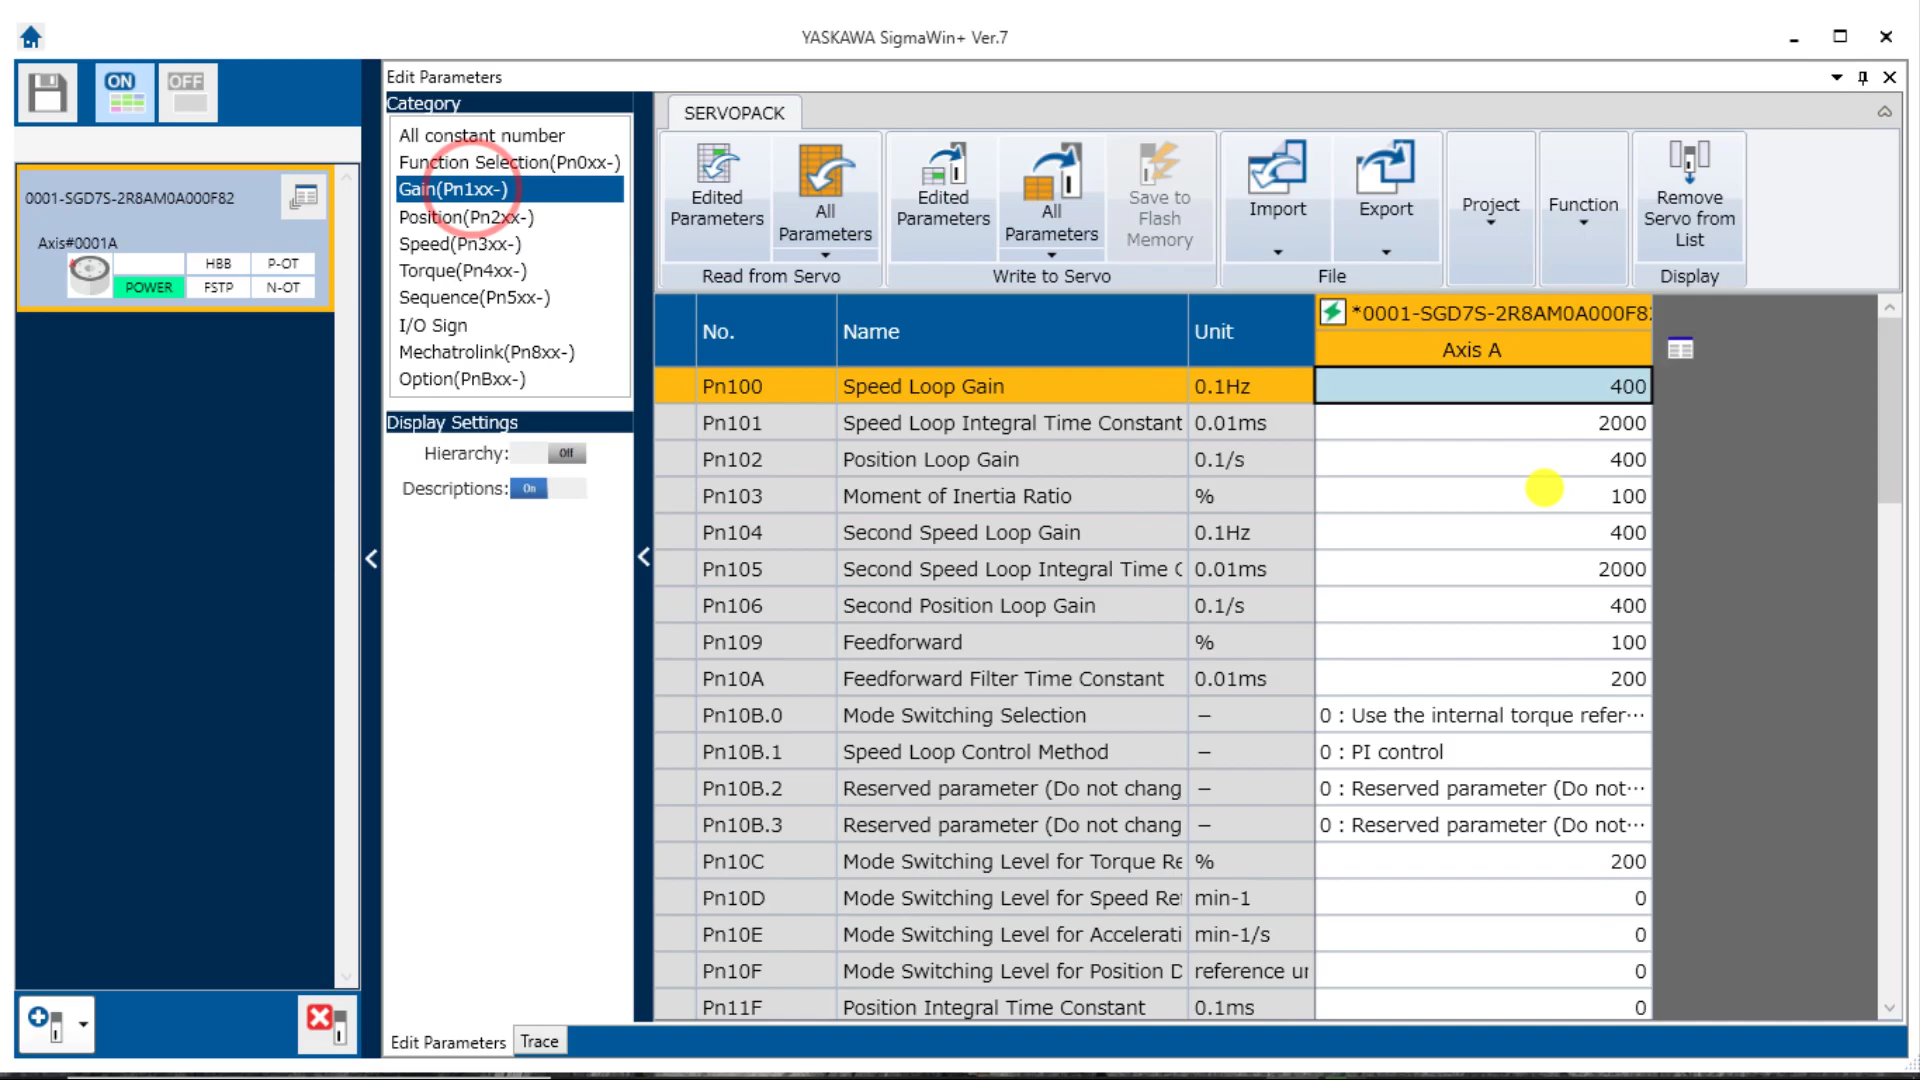 YASKAWA SigmaWin+ Ver.7
ON
OFF
0001-SGD7S-2R8AM0A000F82
Axis#0001A
HBB
P-OT
POWER
FSTP
N-OT
Edit Parameters
Category
All constant number
Function Selection(Pn0xx-)
Gain(Pn1xx-)
Position(Pn2xx-)
Speed(Pn3xx-)
Torque(Pn4xx-)
Sequence(Pn5xx-)
I/O Sign
Mechatrolink(Pn8xx-)
Option(PnBxx-)
Display Settings
Hierarchy: Off
Descriptions: On
SERVOPACK
Edited Parameters
All Parameters
Read from Servo
Edited Parameters
All Parameters
Save to Flash Memory
Write to Servo
Import
Export
File
Project
Function
Remove Servo from List
Display
No. Name Unit *0001-SGD7S-2R8AM0A000F8
Axis A
Pn100 Speed Loop Gain 0.1Hz 400
Pn101 Speed Loop Integral Time Constant 0.01ms 2000
Pn102 Position Loop Gain 0.1/s 400
Pn103 Moment of Inertia Ratio % 100
Pn104 Second Speed Loop Gain 0.1Hz 400
Pn105 Second Speed Loop Integral Time C 0.01ms 2000
Pn106 Second Position Loop Gain 0.1/s 400
Pn109 Feedforward % 100
Pn10A Feedforward Filter Time Constant 0.01ms 200
Pn10B.0 Mode Switching Selection – 0 : Use the internal torque refer…
Pn10B.1 Speed Loop Control Method – 0 : PI control
Pn10B.2 Reserved parameter (Do not chang – 0 : Reserved parameter (Do not…
Pn10B.3 Reserved parameter (Do not chang – 0 : Reserved parameter (Do not…
Pn10C Mode Switching Level for Torque Re % 200
Pn10D Mode Switching Level for Speed Re min-1 0
Pn10E Mode Switching Level for Accelerati min-1/s 0
Pn10F Mode Switching Level for Position D reference ur 0
Pn11F Position Integral Time Constant 0.1ms 0
Edit Parameters
Trace